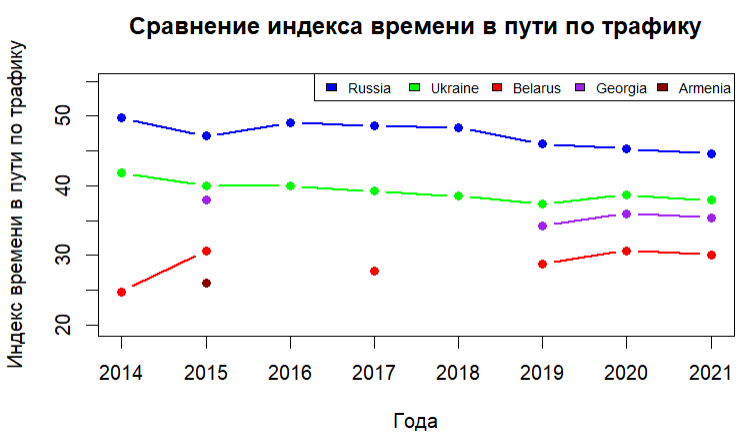 Сравнение индекса времени в пути по трафику
Russia Ukraine Belarus Georgia Armenia
Индекс времени в пути по трафику
50
40
30
20
2014 2015 2016 2017 2018 2019 2020 2021
Года